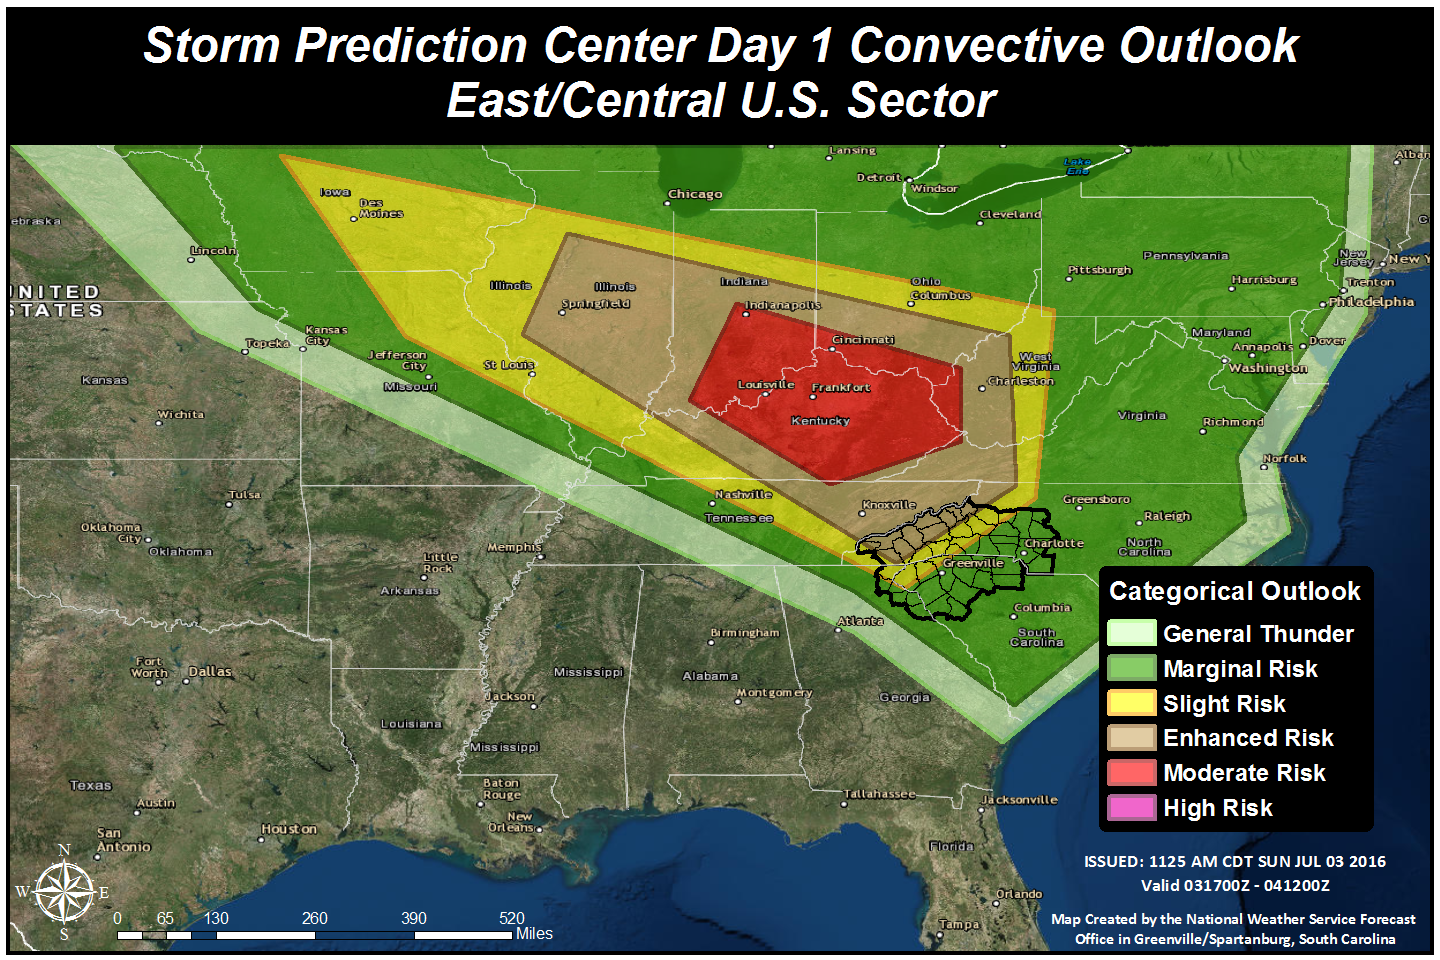 Storm Prediction Center Day 1 Convective Outlook
East/Central U.S. Sector
Lansing
Alban
Detroit
Windsor
Lake
Erie
Chicago
Cleveland
Iowa
Des
Moines
ebraska
Lincoln
Pennsylvania
Pittsburgh
Harrisburg
New
Jersey
New Y
Trenton
Philadelphia
NITED
STATES
Illinois
Illinois
Springfield
Indiana
Indianapolis
Ohio
Columbus
Kansas
City
Topeka
Jefferson
City
Missouri
St Louis
Cincinnati
Maryland
Annapolis
Dover
Washington
West
Virginia
Charleston
Kansas
Louisville
Frankfort
Kentucky
Wichita
Virginia
Richmond
Norfolk
Tulsa
Nashville
Tennessee
Knoxville
Greensboro
Raleigh
Oklahoma
City
Oklahoma
Memphis
Little
Rock
Arkansas
Charlotte
North
Carolina
Greenville
Columbia
South
Carolina
Atlanta
Birmingham
Fort
Worth
Dallas
Mississippi
Alabama
Jackson
Montgomery
Georgia
Louisiana
Mississippi
Texas
Austin
Baton
Rouge
Tallahassee
Jacksonville
San
Antonio
Houston
New
Orleans
Florida
Orlando
Tampa
Categorical Outlook
General Thunder
Marginal Risk
Slight Risk
Enhanced Risk
Moderate Risk
High Risk
ISSUED: 1125 AM CDT SUN JUL 03 2016
Valid 031700Z - 041200Z
Map Created by the National Weather Service Forecast
Office in Greenville/Spartanburg, South Carolina
N
W E
S
0 65 130 260 390 520
Miles